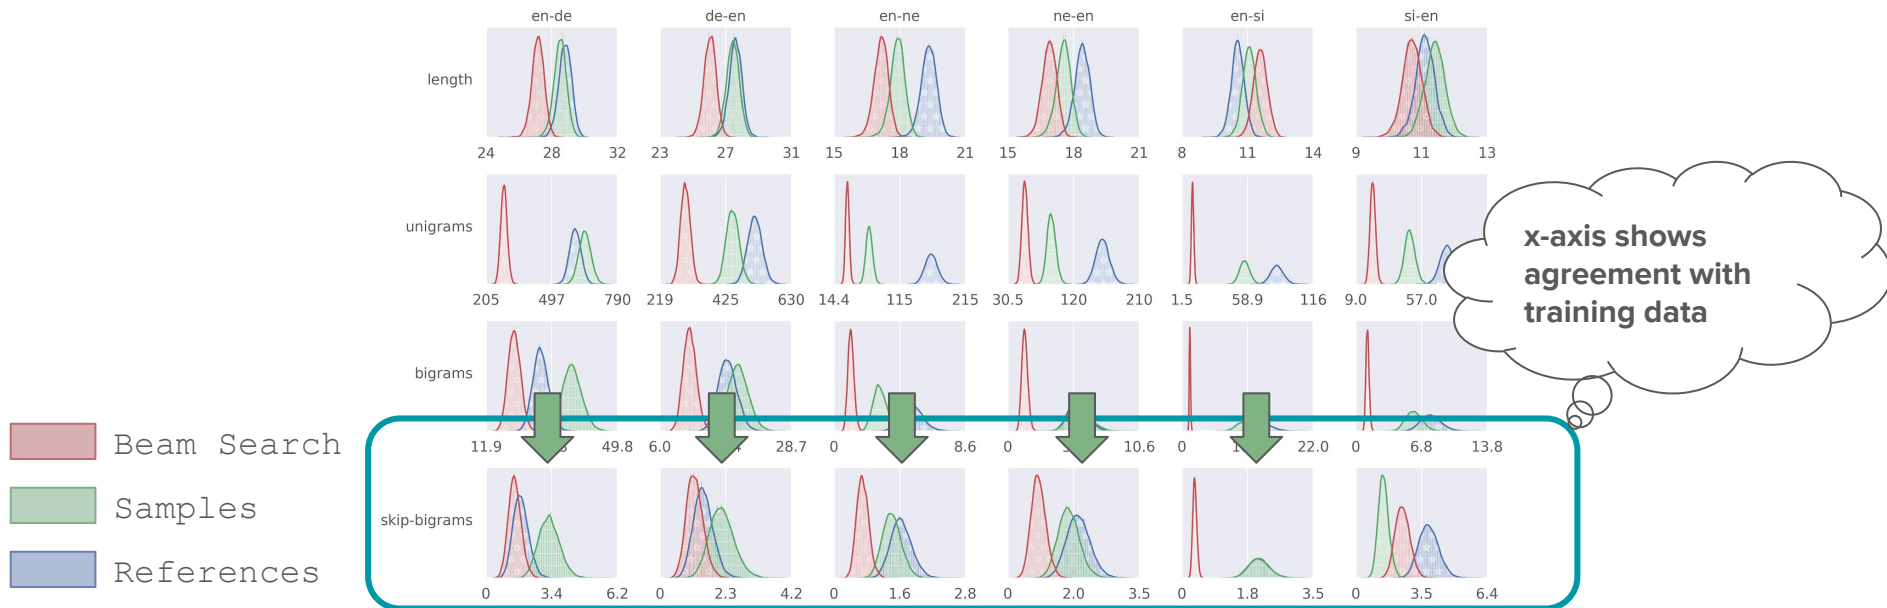 en-de de-en en-ne ne-en en-si si-en
length
24 28 32 23 27 31 15 18 21 15 18 21 8 11 14 9 11 13
unigrams
205 497 790 219 425 630 14.4 115 215 30.5 120 210 1.5 58.9 116 9.0 57.0
x-axis shows
agreement with
training data
bigrams
11.9 49.8 6.0 28.7 0 8.6 0 10.6 0 22.0 0 6.8 13.8
skip-bigrams
0 3.4 6.2 0 2.3 4.2 0 1.6 2.8 0 2.0 3.5 0 1.8 3.5 0 3.5 6.4
Beam Search
Samples
References